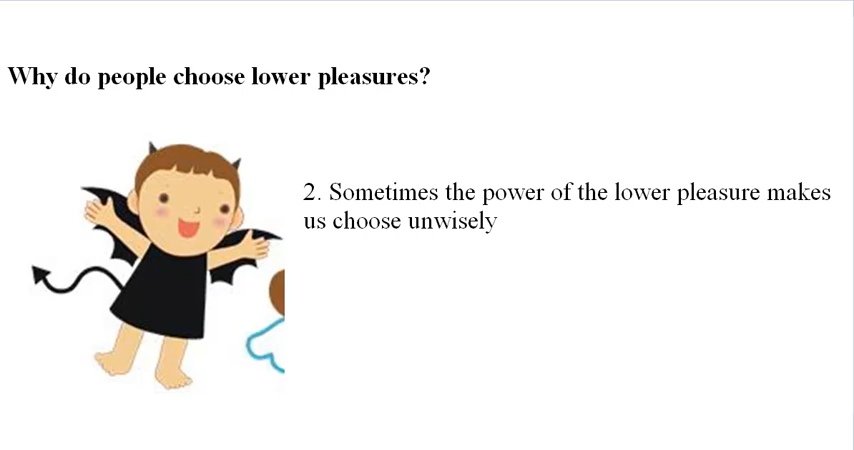 Why do people choose lower pleasures?
2. Sometimes the power of the lower pleasure makes
us choose unwisely